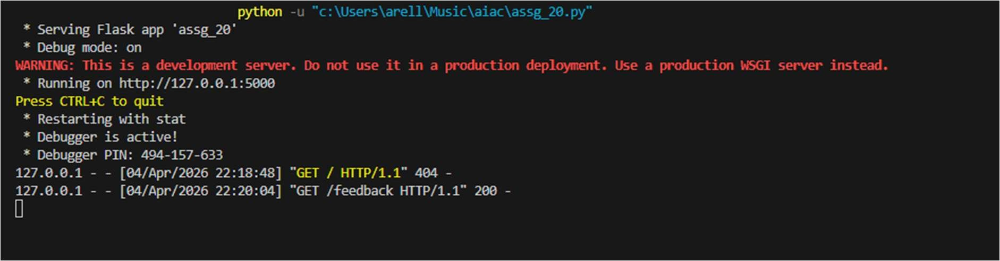 python -u "c:\Users\arell\Music\aiac\assg_20.py"
 * Serving Flask app 'assg_20'
 * Debug mode: on
WARNING: This is a development server. Do not use it in a production deployment. Use a production WSGI server instead.
 * Running on http://127.0.0.1:5000
Press CTRL+C to quit
 * Restarting with stat
 * Debugger is active!
 * Debugger PIN: 494-157-633
127.0.0.1 - - [04/Apr/2026 22:18:48] "GET / HTTP/1.1" 404 -
127.0.0.1 - - [04/Apr/2026 22:20:04] "GET /feedback HTTP/1.1" 200 -